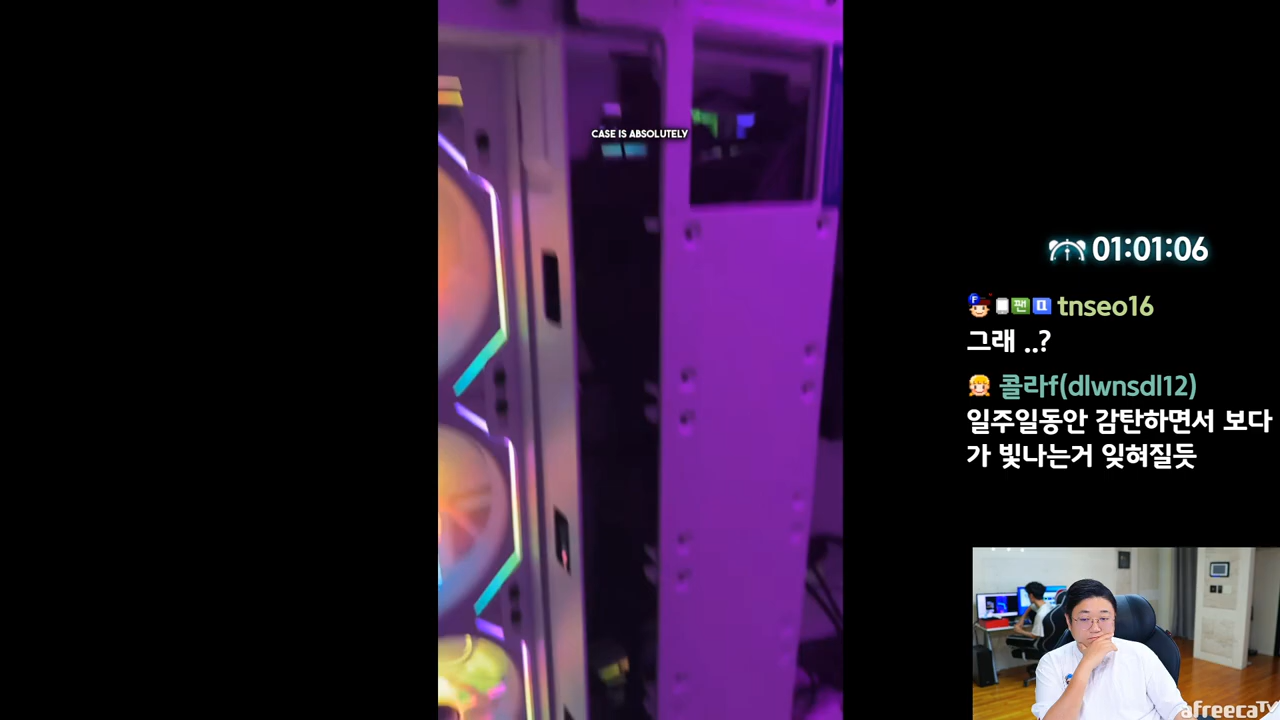 CASE IS ABSOLUTELY
01:01:06
F 팬 tnseo16
그래 ..?
콜라f(dlwnsdl12)
일주일동안 감탄하면서 보다
가 빛나는거 잊혀질듯
afreecaTV